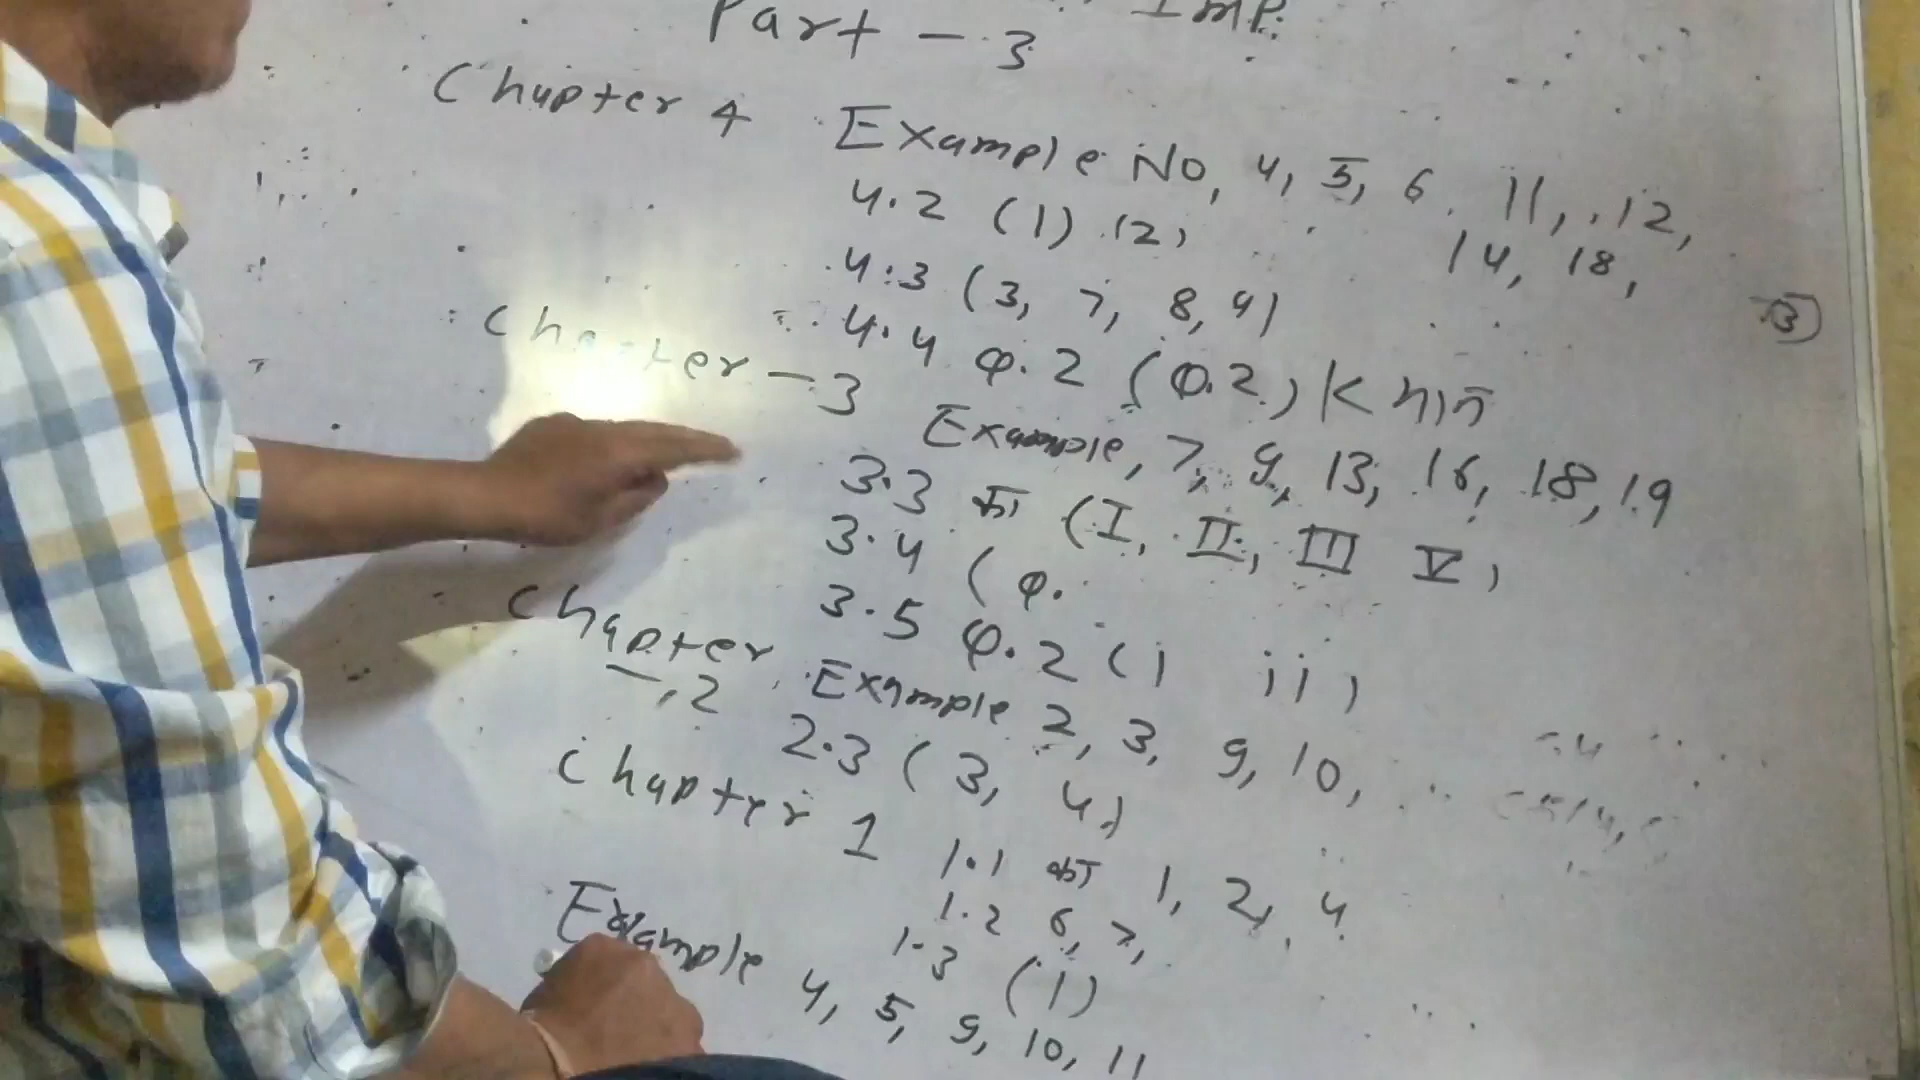 Imp.
Part - 3
Chapter 4 Example No, 4, 5, 6. 11, 12,
14, 18,
4.2 (1) 12,
4.3 (3, 7, 8, 9)
4.4 Q.2 (Q.2)
Chapter - 3 Example, 7, 9, 13, 16, 18, 19
3.3 का (I, II, III V)
3.4 (Q.
3.5 Q.2 (i ii)
Chapter - 2 Example 2, 3, 9, 10,
2.3 (3, 4)
Chapter 1 1.1 का 1, 2, 4
1.2 6, 7,
1.3 (1)
Example 4, 5, 9, 10, 11
3